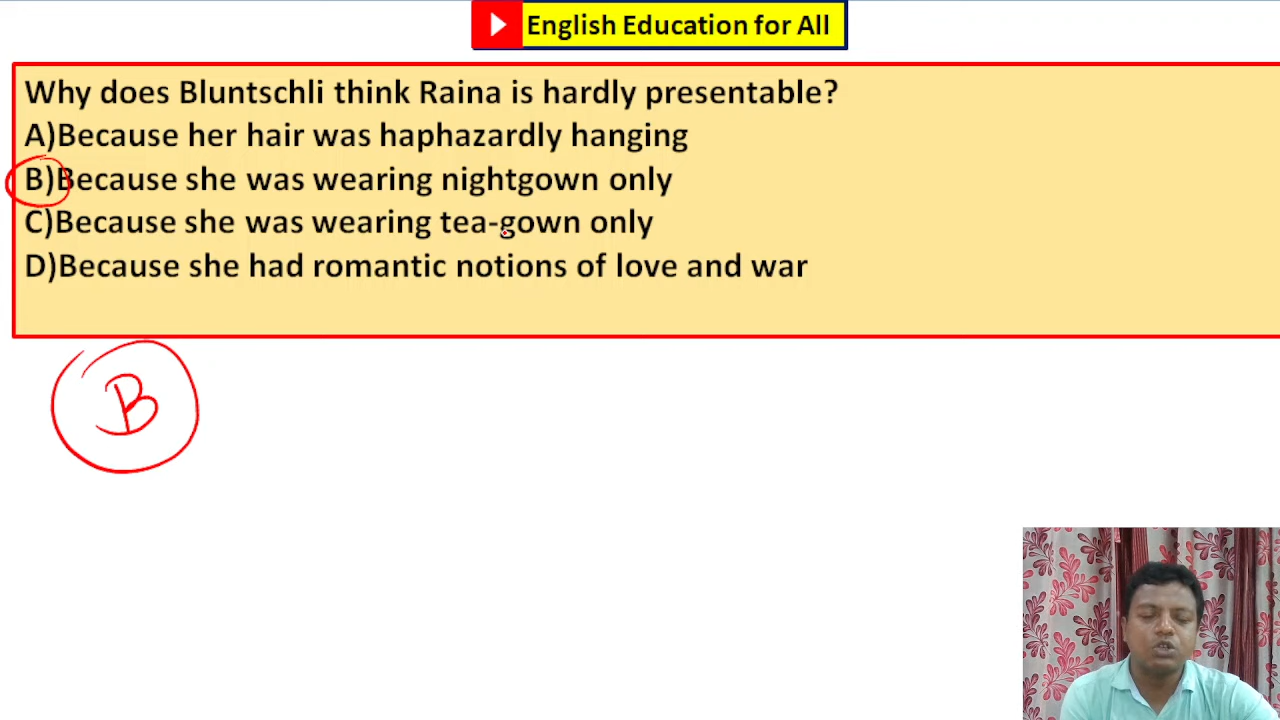 English Education for All
Why does Bluntschli think Raina is hardly presentable?
A)Because her hair was haphazardly hanging
B)Because she was wearing nightgown only
C)Because she was wearing tea-gown only
D)Because she had romantic notions of love and war
B